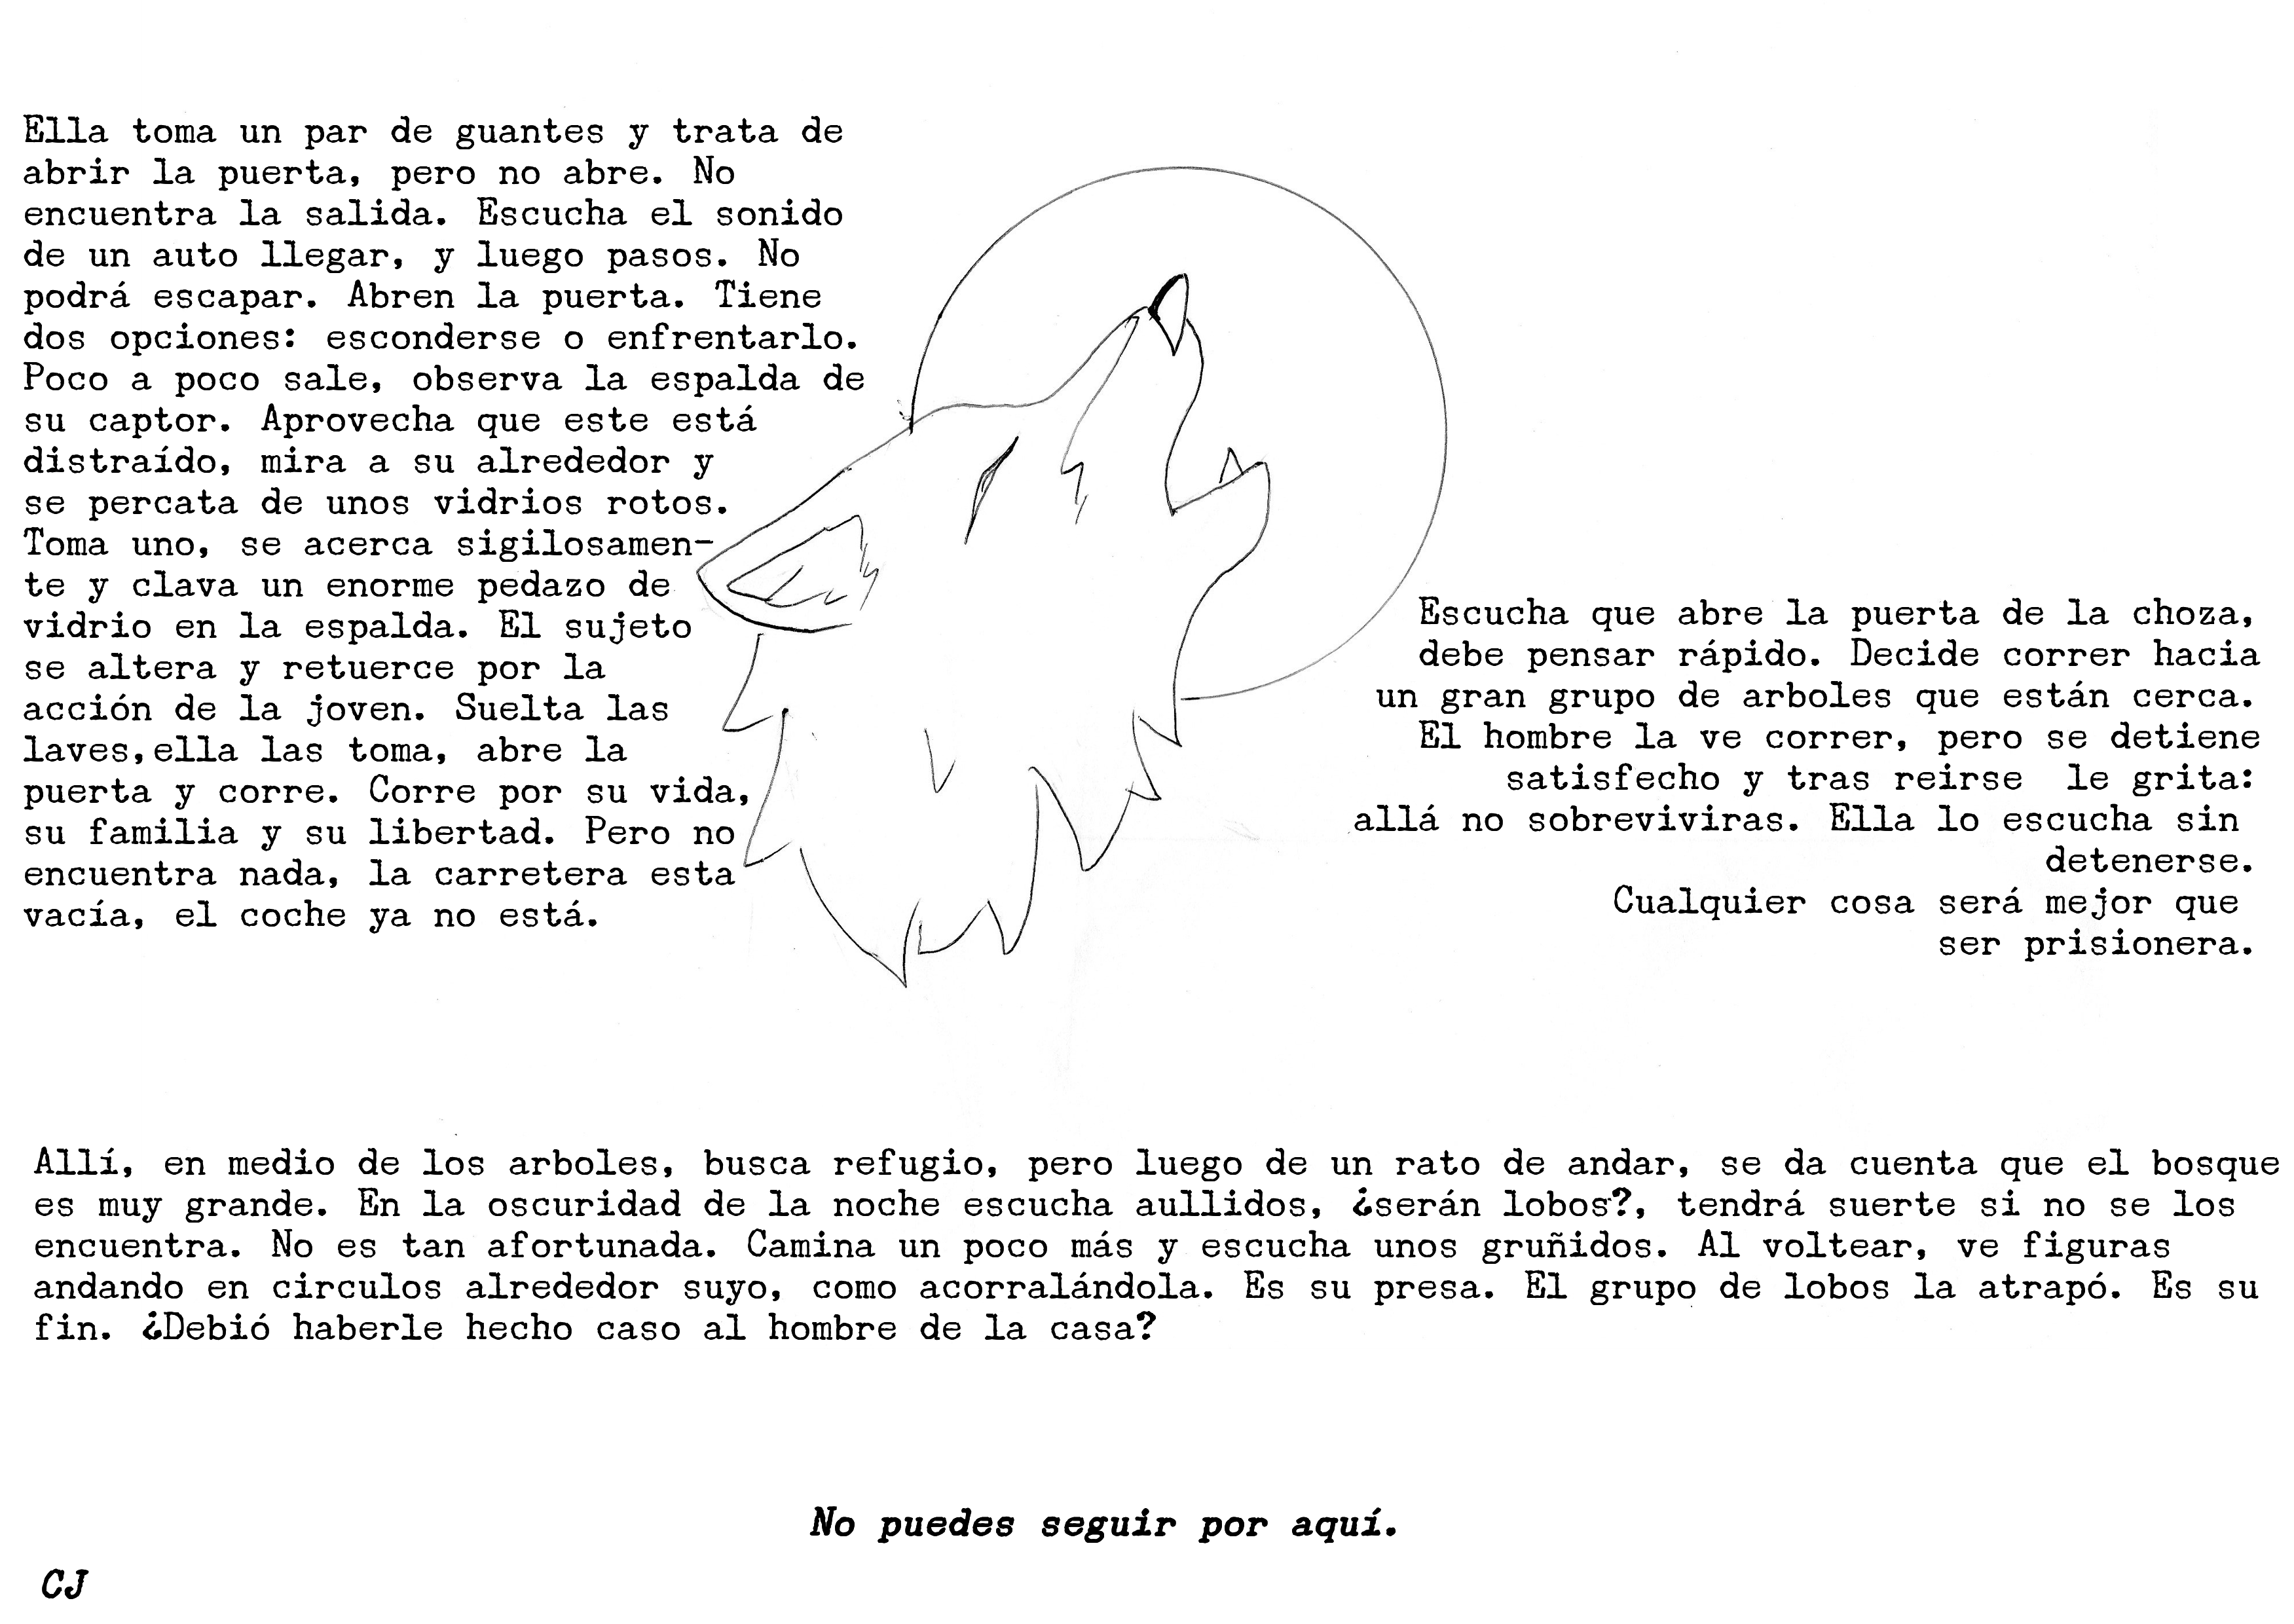 Ella toma un par de guantes y trata de
abrir la puerta, pero no abre. No
encuentra la salida. Escucha el sonido
de un auto llegar, y luego pasos. No
podrá escapar. Abren la puerta. Tiene
dos opciones: esconderse o enfrentarlo.
Poco a poco sale, observa la espalda de
su captor. Aprovecha que este está
distraído, mira a su alrededor y
se percata de unos vidrios rotos.
Toma uno, se acerca sigilosamen-
te y clava un enorme pedazo de
vidrio en la espalda. El sujeto
se altera y retuerce por la
acción de la joven. Suelta las
laves,ella las toma, abre la
puerta y corre. Corre por su vida,
su familia y su libertad. Pero no
encuentra nada, la carretera esta
vacía, el coche ya no está.
Escucha que abre la puerta de la choza,
debe pensar rápido. Decide correr hacia
un gran grupo de arboles que están cerca.
El hombre la ve correr, pero se detiene
satisfecho y tras reirse le grita:
allá no sobreviviras. Ella lo escucha sin
detenerse.
Cualquier cosa será mejor que
ser prisionera.
Allí, en medio de los arboles, busca refugio, pero luego de un rato de andar, se da cuenta que el bosque
es muy grande. En la oscuridad de la noche escucha aullidos, ¿serán lobos?, tendrá suerte si no se los
encuentra. No es tan afortunada. Camina un poco más y escucha unos gruñidos. Al voltear, ve figuras
andando en circulos alrededor suyo, como acorralándola. Es su presa. El grupo de lobos la atrapó. Es su
fin. ¿Debió haberle hecho caso al hombre de la casa?
No puedes seguir por aquí.
CJ